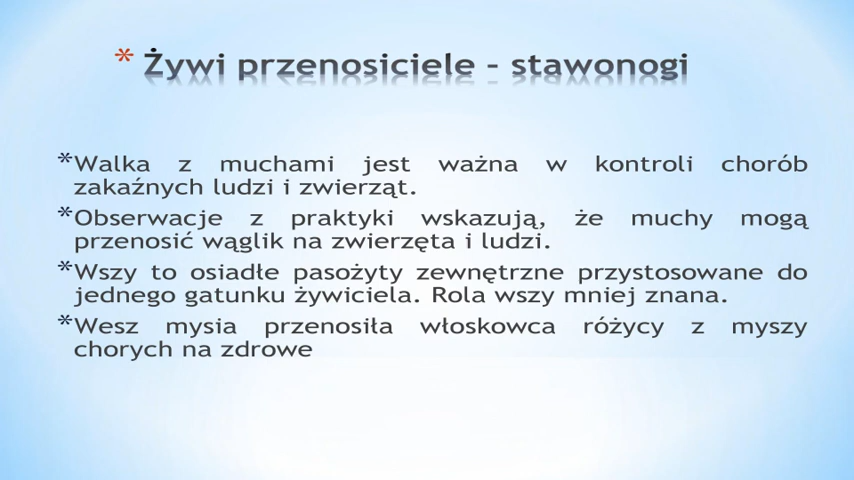 * Żywi przenosiciele - stawonogi
*Walka z muchami jest ważna w kontroli chorób
zakaźnych ludzi i zwierząt.
*Obserwacje z praktyki wskazują, że muchy mogą
przenosić wąglik na zwierzęta i ludzi.
*Wszy to osiadłe pasożyty zewnętrzne przystosowane do
jednego gatunku żywiciela. Rola wszy mniej znana.
*Wesz mysia przenosiła włoskowca różycy z myszy
chorych na zdrowe